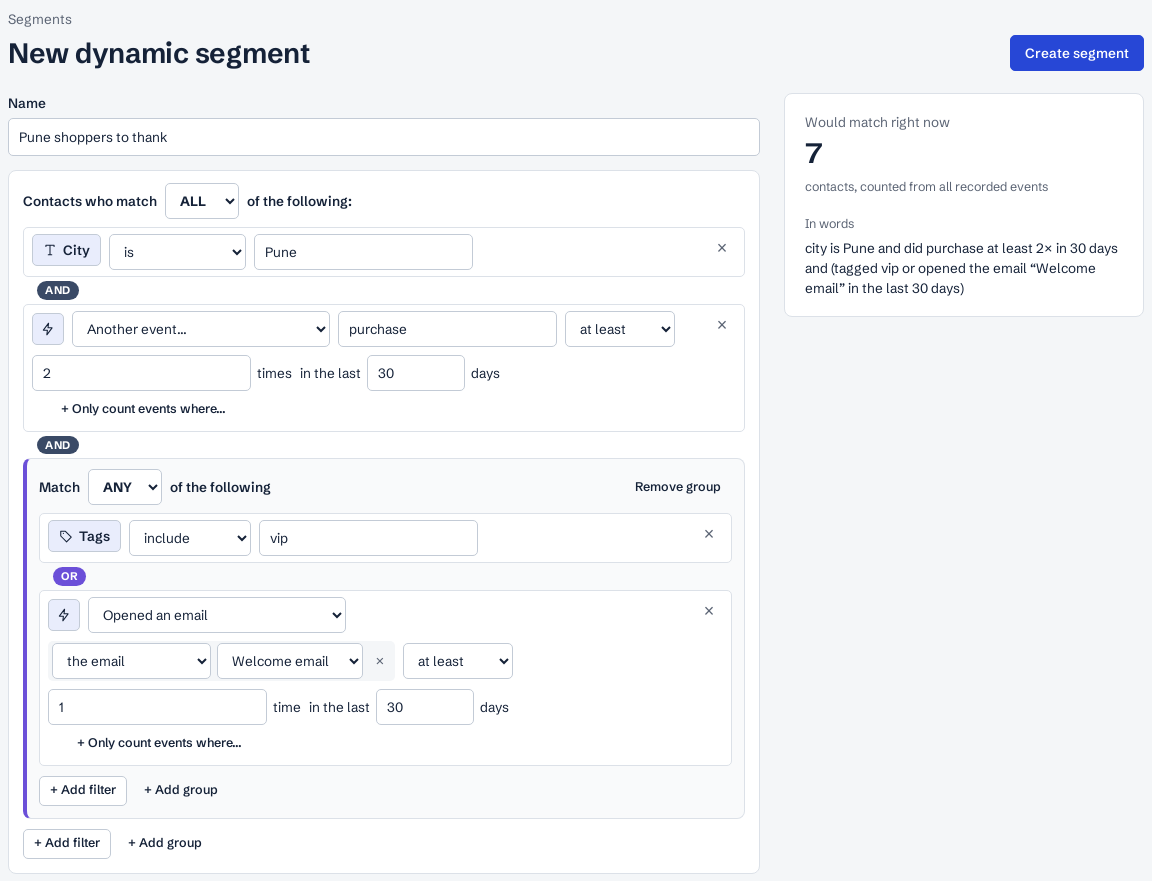 Segments
New dynamic segment
Create segment
Name
Pune shoppers to thank
Contacts who match ALL of the following:
City is Pune ×
AND
Another event... purchase at least ×
2 times in the last 30 days
+ Only count events where...
AND
Match ANY of the following Remove group
Tags include vip ×
OR
Opened an email ×
the email Welcome email × at least
1 time in the last 30 days
+ Only count events where...
+ Add filter + Add group
+ Add filter + Add group
Would match right now
7
contacts, counted from all recorded events
In words
city is Pune and did purchase at least 2× in 30 days
and (tagged vip or opened the email “Welcome
email” in the last 30 days)